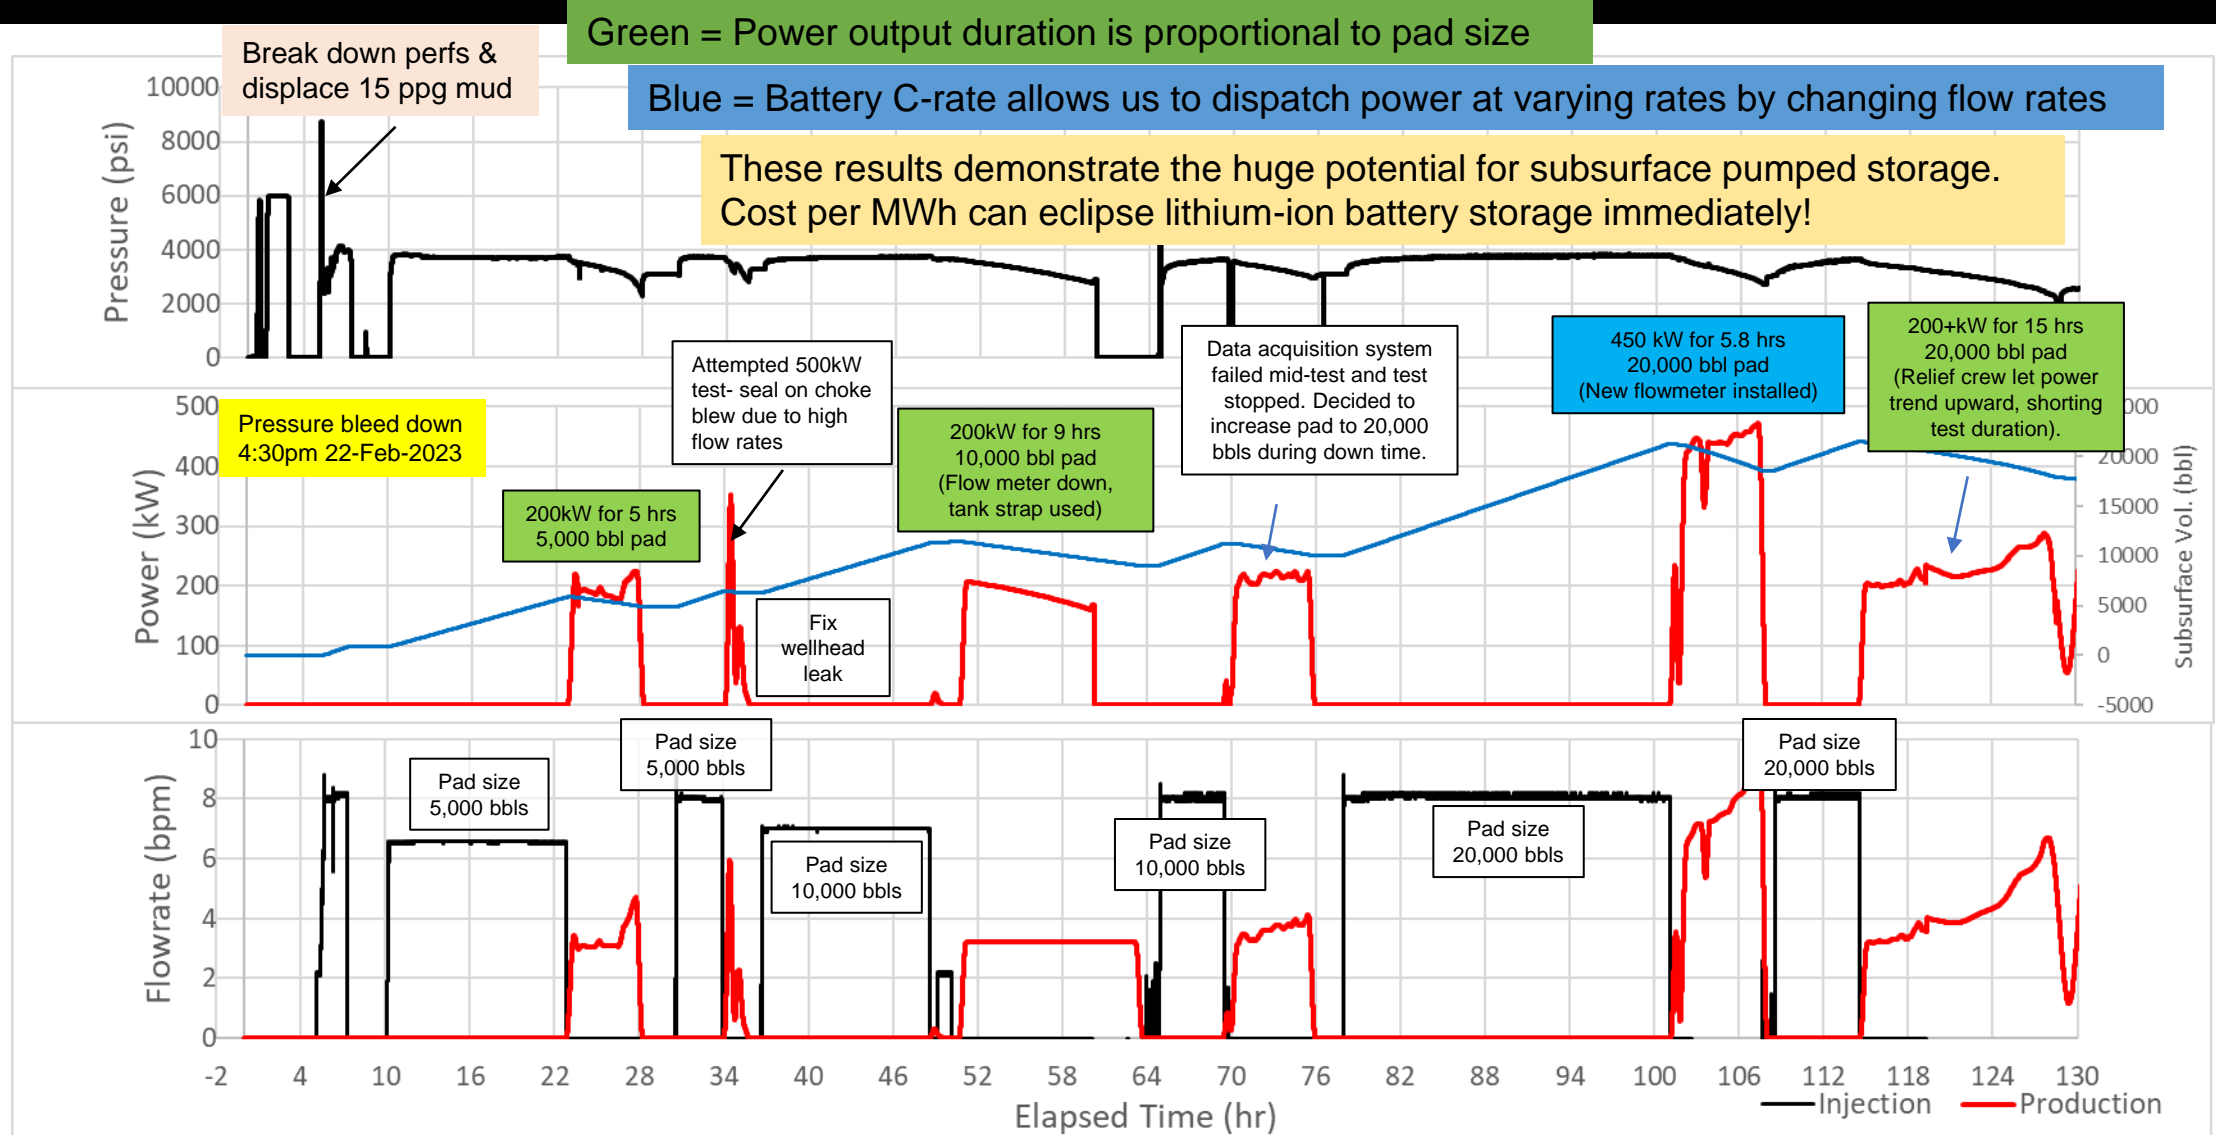 Green = Power output duration is proportional to pad size
Break down perfs &
displace 15 ppg mud
Blue = Battery C-rate allows us to dispatch power at varying rates by changing flow rates
These results demonstrate the huge potential for subsurface pumped storage.
Cost per MWh can eclipse lithium-ion battery storage immediately!
Pressure (psi)
10000
8000
6000
4000
2000
0
Attempted 500kW
test- seal on choke
blew due to high
flow rates
Data acquisition system
failed mid-test and test
stopped. Decided to
increase pad to 20,000
bbls during down time.
450 kW for 5.8 hrs
20,000 bbl pad
(New flowmeter installed)
200+kW for 15 hrs
20,000 bbl pad
(Relief crew let power
trend upward, shorting
test duration).
Power (kW)
500
400
300
200
100
0
Pressure bleed down
4:30pm 22-Feb-2023
200kW for 5 hrs
5,000 bbl pad
200kW for 9 hrs
10,000 bbl pad
(Flow meter down,
tank strap used)
Fix
wellhead
leak
000
20000
15000
10000
5000
0
-5000
Subsurface Vol. (bbl)
Flowrate (bpm)
10
8
6
4
2
0
Pad size
5,000 bbls
Pad size
5,000 bbls
Pad size
10,000 bbls
Pad size
10,000 bbls
Pad size
20,000 bbls
Pad size
20,000 bbls
-2 4 10 16 22 28 34 40 46 52 58 64 70 76 82 88 94 100 106 112 118 124 130
Elapsed Time (hr)
Injection Production